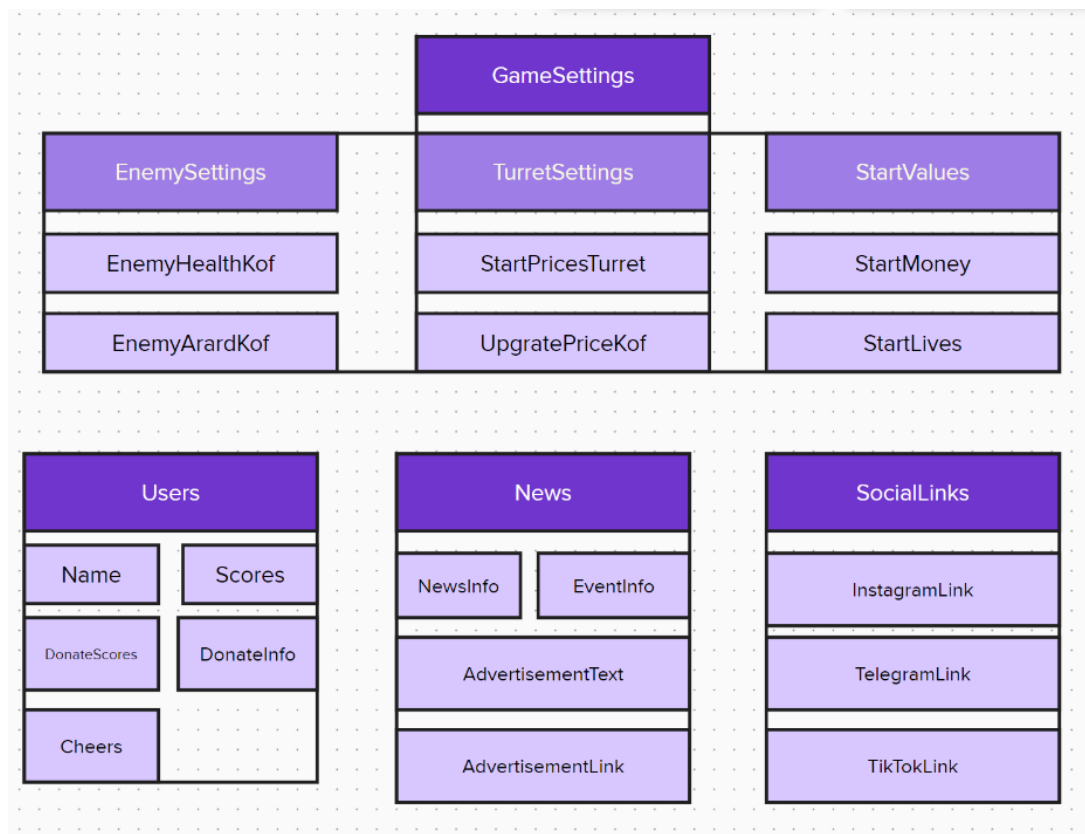 GameSettings
EnemySettings
TurretSettings
StartValues
EnemyHealthKof
StartPricesTurret
StartMoney
EnemyArardKof
UpgratePriceKof
StartLives
Users
News
SocialLinks
Name
Scores
NewsInfo
EventInfo
InstagramLink
DonateScores
DonateInfo
AdvertisementText
TelegramLink
Cheers
AdvertisementLink
TikTokLink